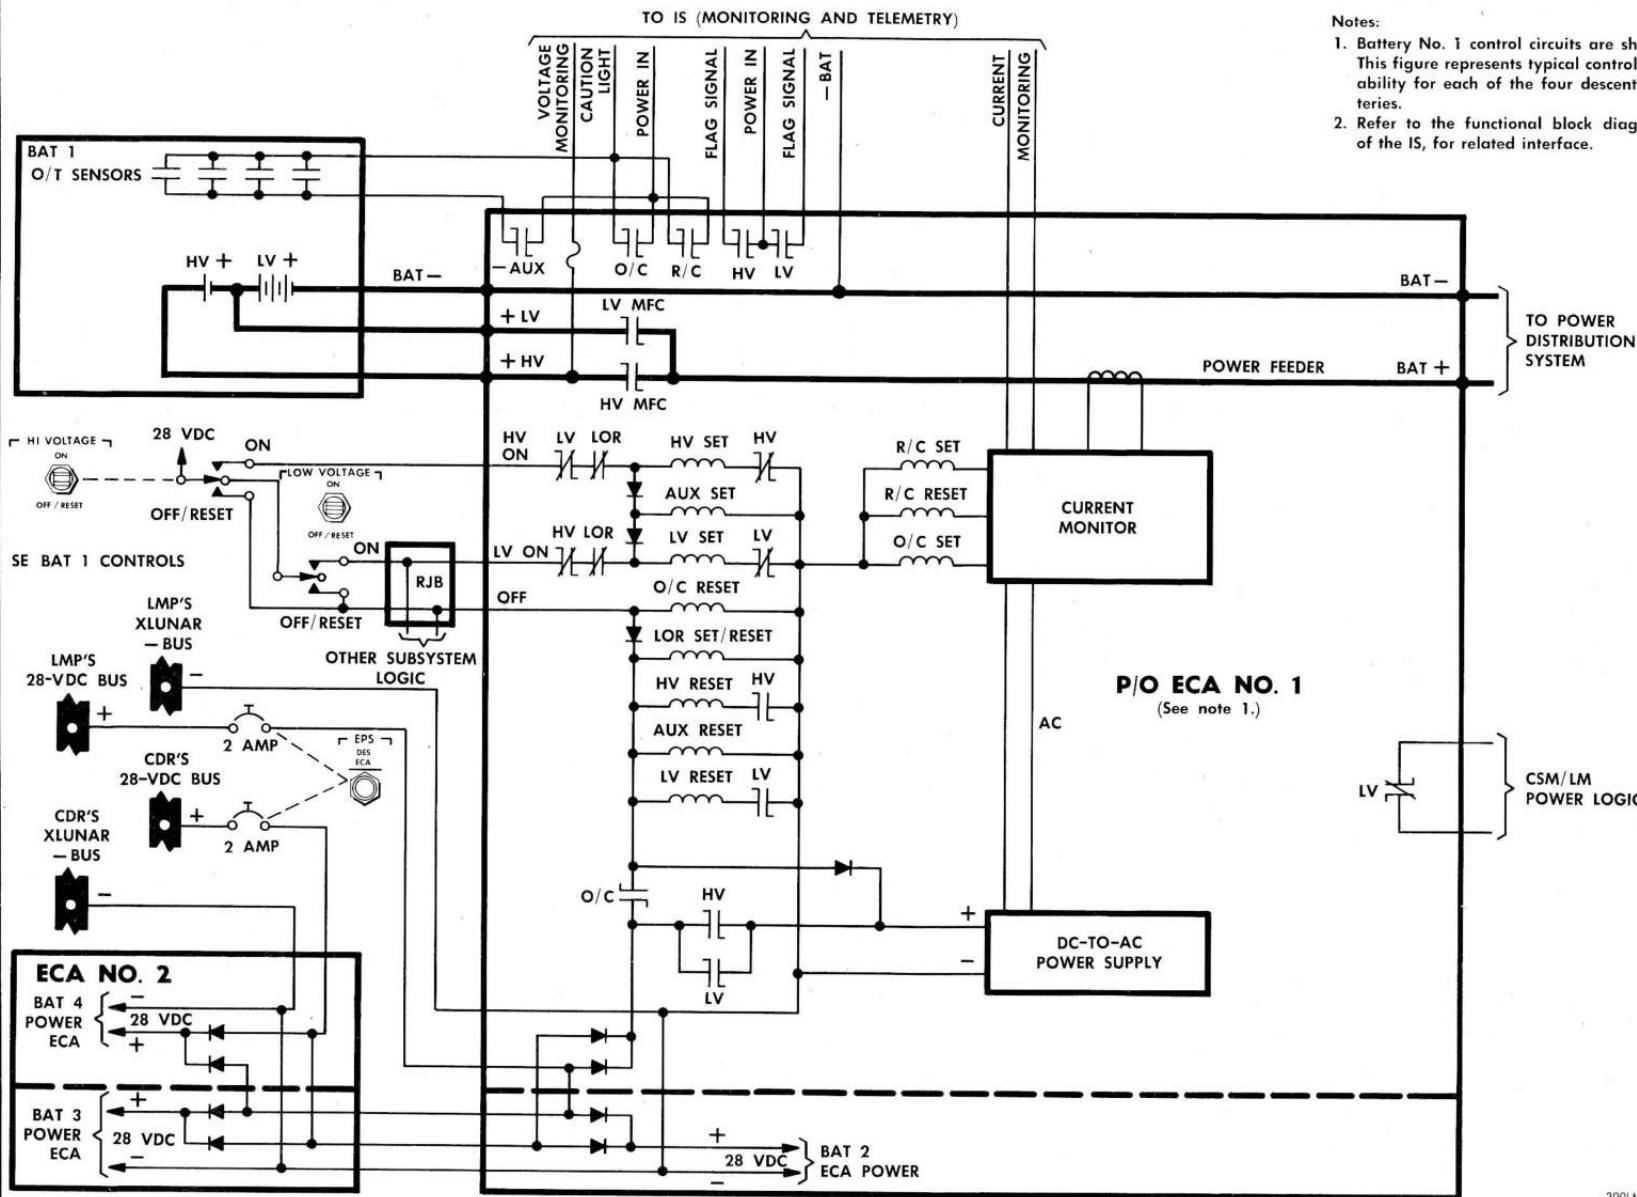 TO IS (MONITORING AND TELEMETRY)
VOLTAGE
MONITORING
CAUTION
LIGHT
POWER IN
FLAG SIGNAL
POWER IN
FLAG SIGNAL
–BAT
CURRENT
MONITORING
Notes:
1. Battery No. 1 control circuits are sh
This figure represents typical control
ability for each of the four descent
teries.
2. Refer to the functional block diag
of the IS, for related interface.
BAT 1
O/T SENSORS
HV +
LV +
BAT–
–AUX
O/C
R/C
HV
LV
BAT–
+ LV
LV MFC
+ HV
HV MFC
POWER FEEDER
BAT +
TO POWER
DISTRIBUTION
SYSTEM
HI VOLTAGE
ON
OFF / RESET
28 VDC
ON
OFF/RESET
LOW VOLTAGE
ON
OFF / RESET
ON
OFF/RESET
SE BAT 1 CONTROLS
RJB
OTHER SUBSYSTEM
LOGIC
HV
ON
LV
LOR
HV SET
HV
AUX SET
LV ON
HV
LOR
LV SET
LV
O/C RESET
OFF
LOR SET/RESET
HV RESET
HV
AUX RESET
LV RESET
LV
R/C SET
R/C RESET
O/C SET
CURRENT
MONITOR
P/O ECA NO. 1
(See note 1.)
AC
LV
CSM/LM
POWER LOGIC
LMP'S
XLUNAR
–BUS
–
LMP'S
28-VDC BUS
+
2 AMP
EPS
DES
ECA
CDR'S
28-VDC BUS
+
2 AMP
CDR'S
XLUNAR
–BUS
–
O/C
HV
LV
+
–
DC-TO-AC
POWER SUPPLY
ECA NO. 2
BAT 4
POWER
ECA
–
28 VDC
+
BAT 3
POWER
ECA
+
28 VDC
–
+
28 VDC
–
BAT 2
ECA POWER